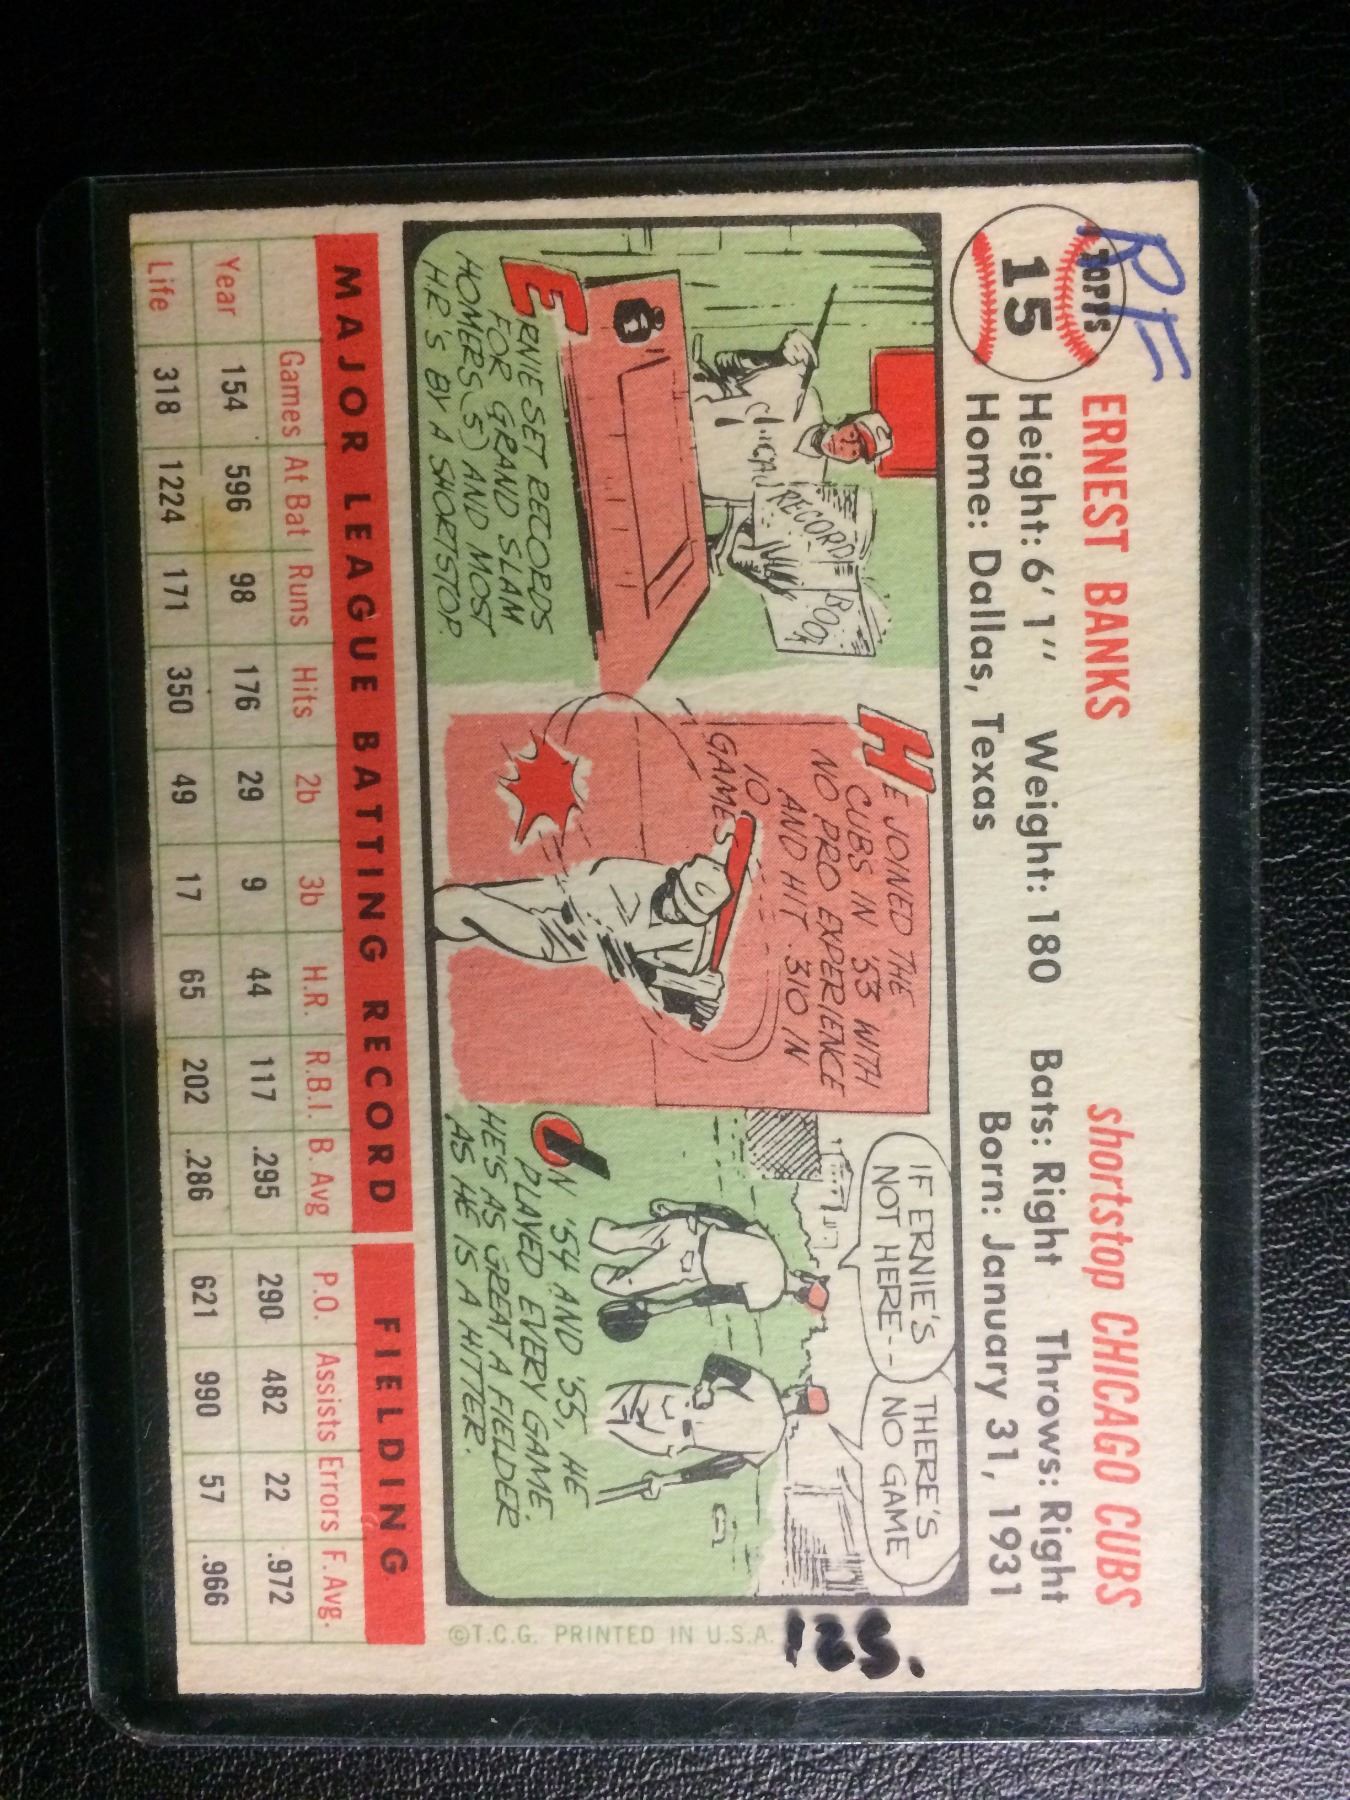 RF
TOPPS
15
ERNEST BANKS shortstop CHICAGO CUBS
Height: 6' 1" Weight: 180 Bats: Right Throws: Right
Home: Dallas, Texas Born: January 31, 1931
CHICAG
RECORD BOOK
ERNIE SET RECORDS
FOR GRAND SLAM
HOMERS (5) AND MOST
HR'S BY A SHORTSTOP.
HE JOINED THE
CUBS IN '53 WITH
NO PRO EXPERIENCE
AND HIT .310 IN
10
GAMES
IF ERNIE'S
NOT HERE--
THERE'S
NO GAME
IN '54 AND '55, HE
PLAYED EVERY GAME.
HE'S AS GREAT A FIELDER
AS HE IS A HITTER.
©T.C.G. PRINTED IN U.S.A.
125.
MAJOR LEAGUE BATTING RECORD FIELDING
Games At Bat Runs Hits 2b 3b H.R. R.B.I. B. Avg P.O. Assists Errors F. Avg.
Year 154 596 98 176 29 9 44 117 .295 290 482 22 .972
Life 318 1224 171 350 49 17 65 202 .286 621 990 57 .966